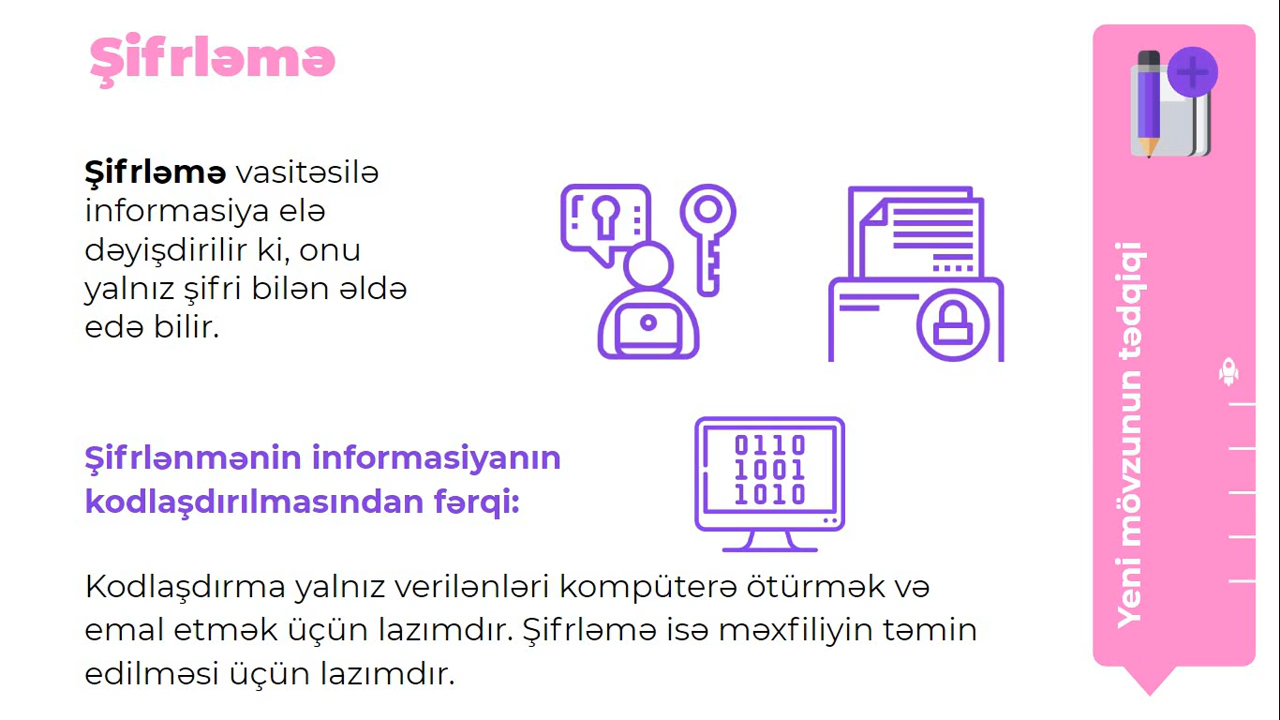 Şifrləmə
Şifrləmə vasitəsilə
informasiya elə
dəyişdirilir ki, onu
yalnız şifri bilən əldə
edə bilir.
Şifrlənmənin informasiyanın
kodlaşdırılmasından fərqi:
0110
1001
1010
Kodlaşdırma yalnız verilənləri kompüterə ötürmək və
emal etmək üçün lazımdır. Şifrləmə isə məxfiliyin təmin
edilməsi üçün lazımdır.
Yeni mövzunun tədqiqi